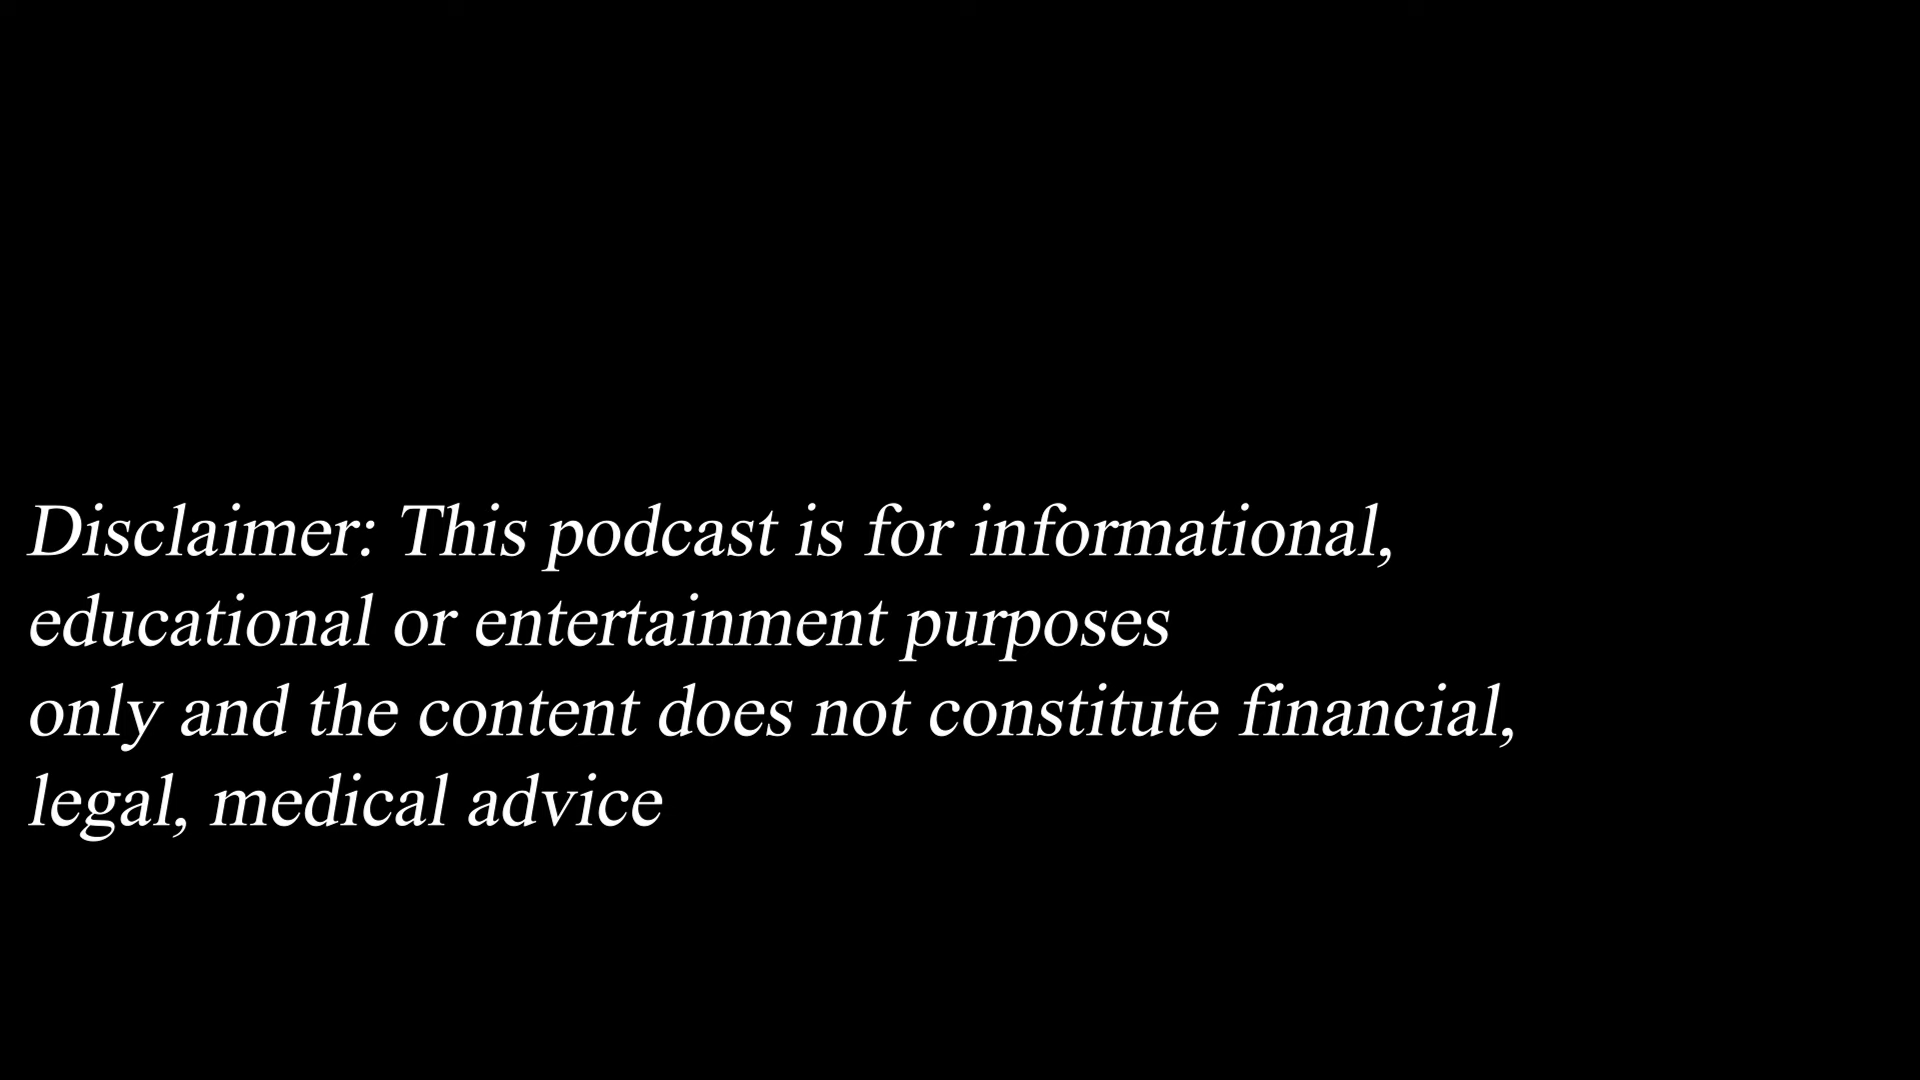 Disclaimer: This podcast is for informational,
educational or entertainment purposes
only and the content does not constitute financial,
legal, medical advice